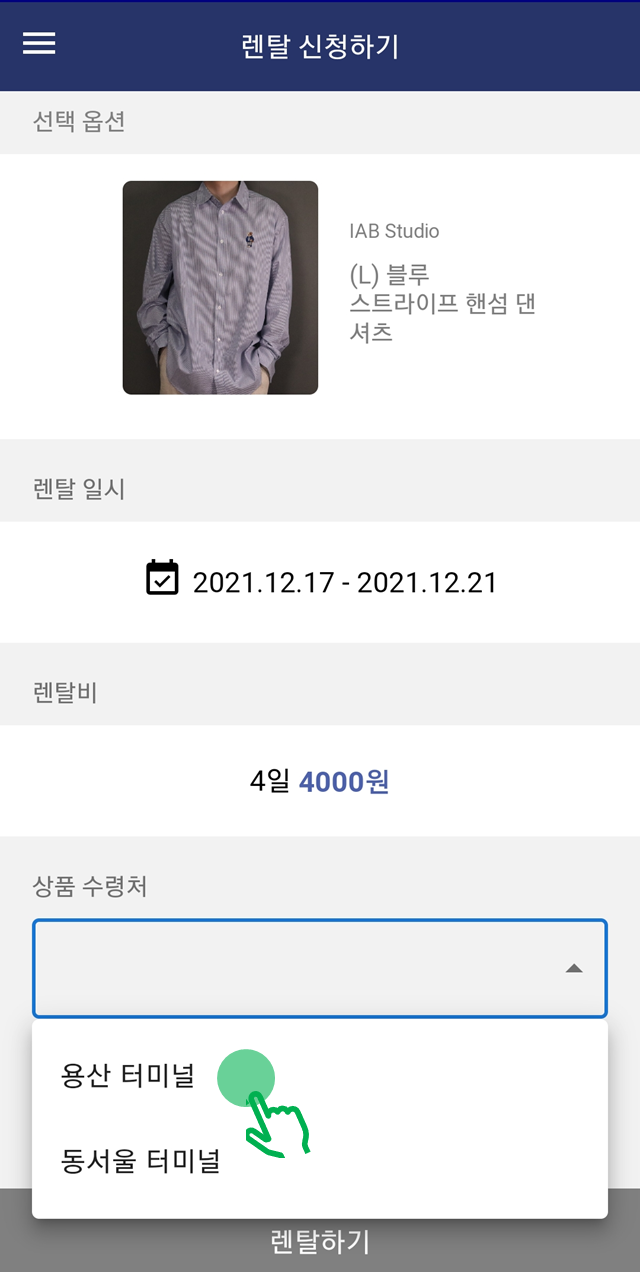 렌탈 신청하기
선택 옵션
IAB Studio
(L) 블루
스트라이프 핸섬 댄
셔츠
렌탈 일시
2021.12.17 - 2021.12.21
렌탈비
4일 4000원
상품 수령처
용산 터미널
동서울 터미널
렌탈하기